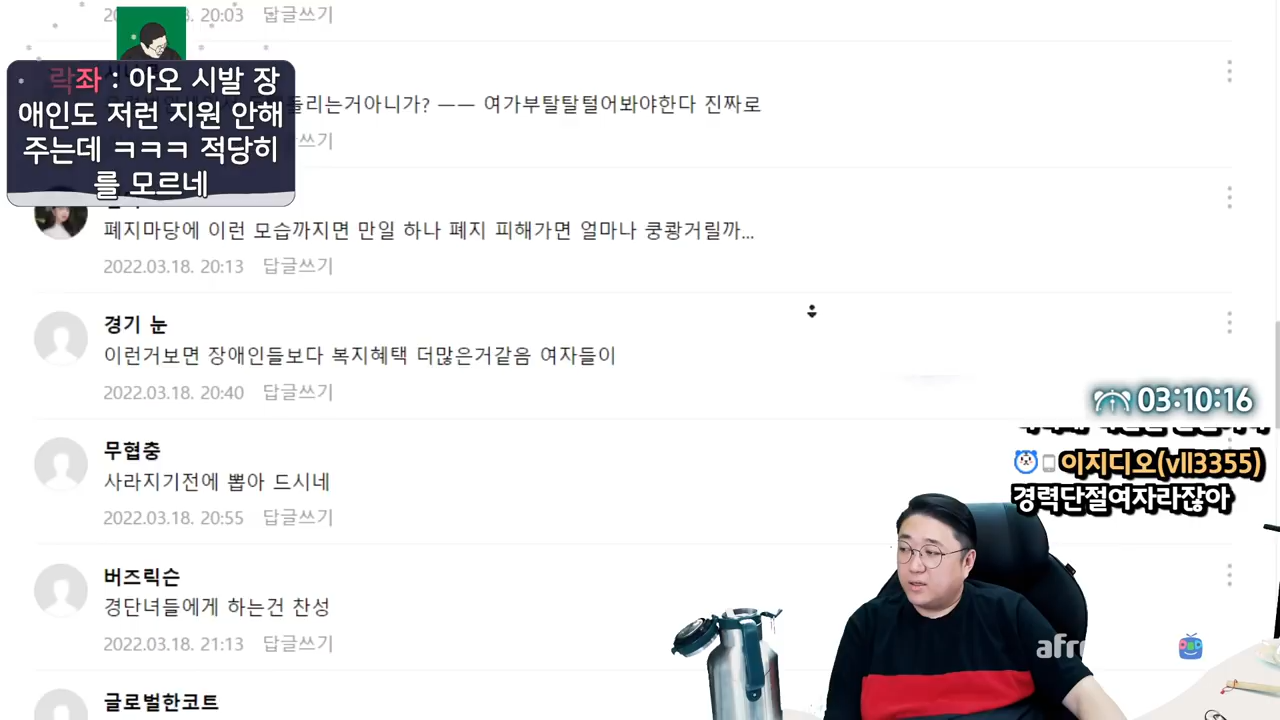 20:03 답글쓰기
락좌 : 아오 시발 장
애인도 저런 지원 안해
주는데 ㅋㅋㅋ 적당히
를 모르네
들리는거아니가? ㅡㅡ 여가부탈탈털어봐야한다 진짜로
쓰기
폐지마당에 이런 모습까지면 만일 하나 폐지 피해가면 얼마나 쿵쾅거릴까...
2022.03.18. 20:13 답글쓰기
경기 눈
이런거보면 장애인들보다 복지혜택 더많은거같음 여자들이
2022.03.18. 20:40 답글쓰기
03:10:16
무협충
사라지기전에 뽑아 드시네
2022.03.18. 20:55 답글쓰기
이지디오(vll3355)
경력단절여자라잖아
버즈릭슨
경단녀들에게 하는건 찬성
2022.03.18. 21:13 답글쓰기
afr
글로벌한코트